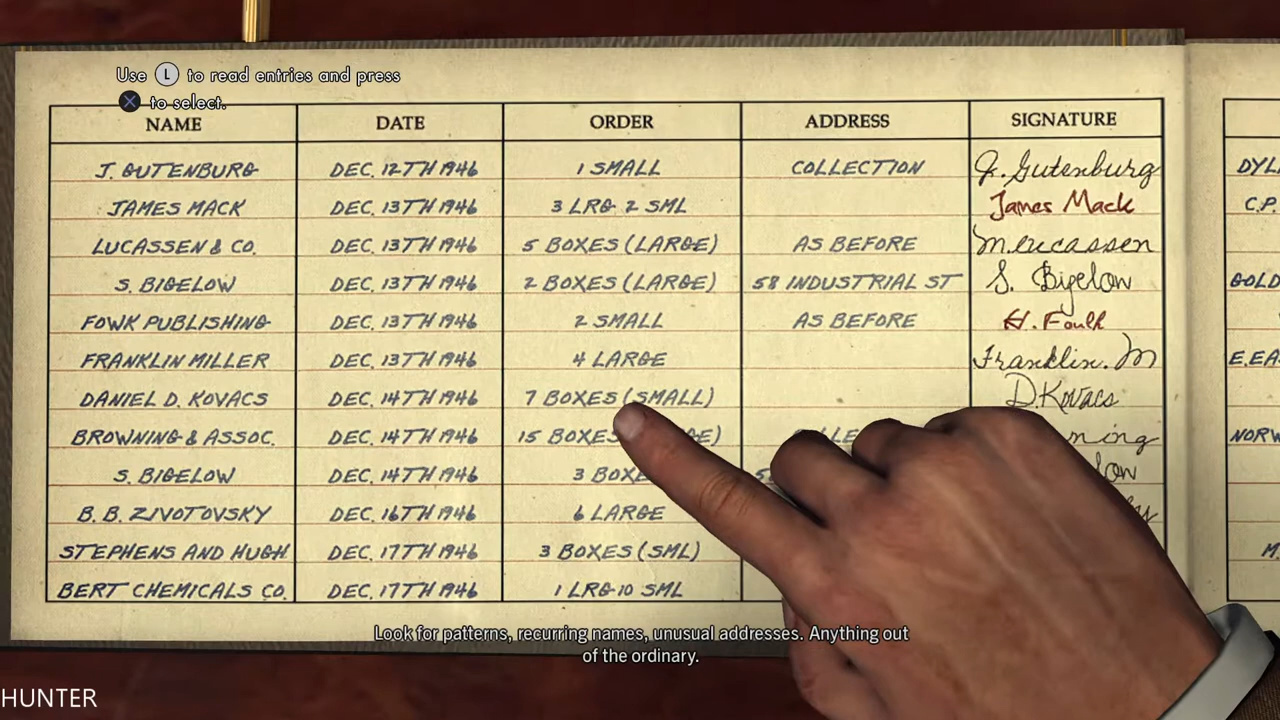 Use L to read entries and press
X to select.
NAME DATE ORDER ADDRESS SIGNATURE
J. GUTENBURG DEC. 12TH 1946 1 SMALL COLLECTION J. Gutenburg
JAMES MACK DEC. 13TH 1946 3 LRG 2 SML James Mack
LUCASSEN & CO. DEC. 13TH 1946 5 BOXES (LARGE) AS BEFORE
S. BIGELOW DEC. 13TH 1946 2 BOXES (LARGE) 58 INDUSTRIAL ST S. Bigelow
FOWK PUBLISHING DEC. 13TH 1946 2 SMALL AS BEFORE
FRANKLIN MILLER DEC. 13TH 1946 4 LARGE Franklin. M
DANIEL D. KOVACS DEC. 14TH 1946 7 BOXES (SMALL) D. Kovacs
BROWNING & ASSOC. DEC. 14TH 1946 15 BOXES
S. BIGELOW DEC. 14TH 1946 3
B.B. ZIVOTOVSKY DEC. 16TH 1946 6 LARGE
STEPHENS AND HUGH DEC. 17TH 1946 3 BOXES (SML)
BERT CHEMICALS CO. DEC. 17TH 1946 1 LRG 10 SML
C.P.
Look for patterns, recurring names, unusual addresses. Anything out
of the ordinary.
HUNTER